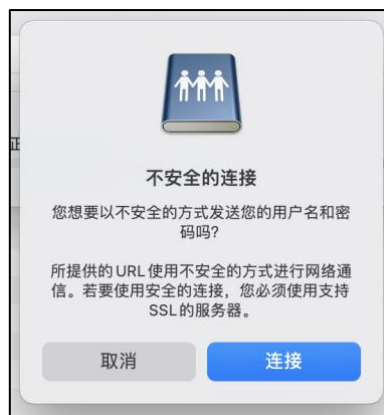 正
不安全的连接
您想要以不安全的方式发送您的用户名和密
码吗？
所提供的URL使用不安全的方式进行网络通
信。若要使用安全的连接，您必须使用支持
SSL的服务器。
取消
连接